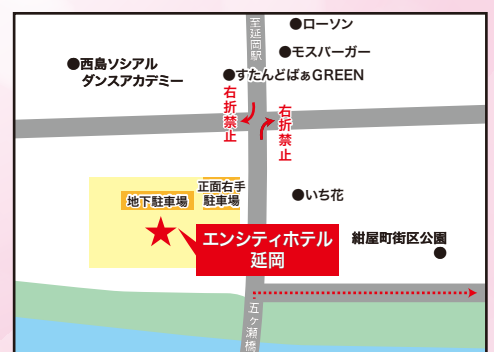 至延岡駅
●ローソン
●モスバーガー
●西島ソシアル
ダンスアカデミー
●すたんどばぁGREEN
右折禁止
右折禁止
正面右手
駐車場
地下駐車場
●いち花
エンシティホテル
延岡
紺屋町街区公園
●
五ヶ瀬橋